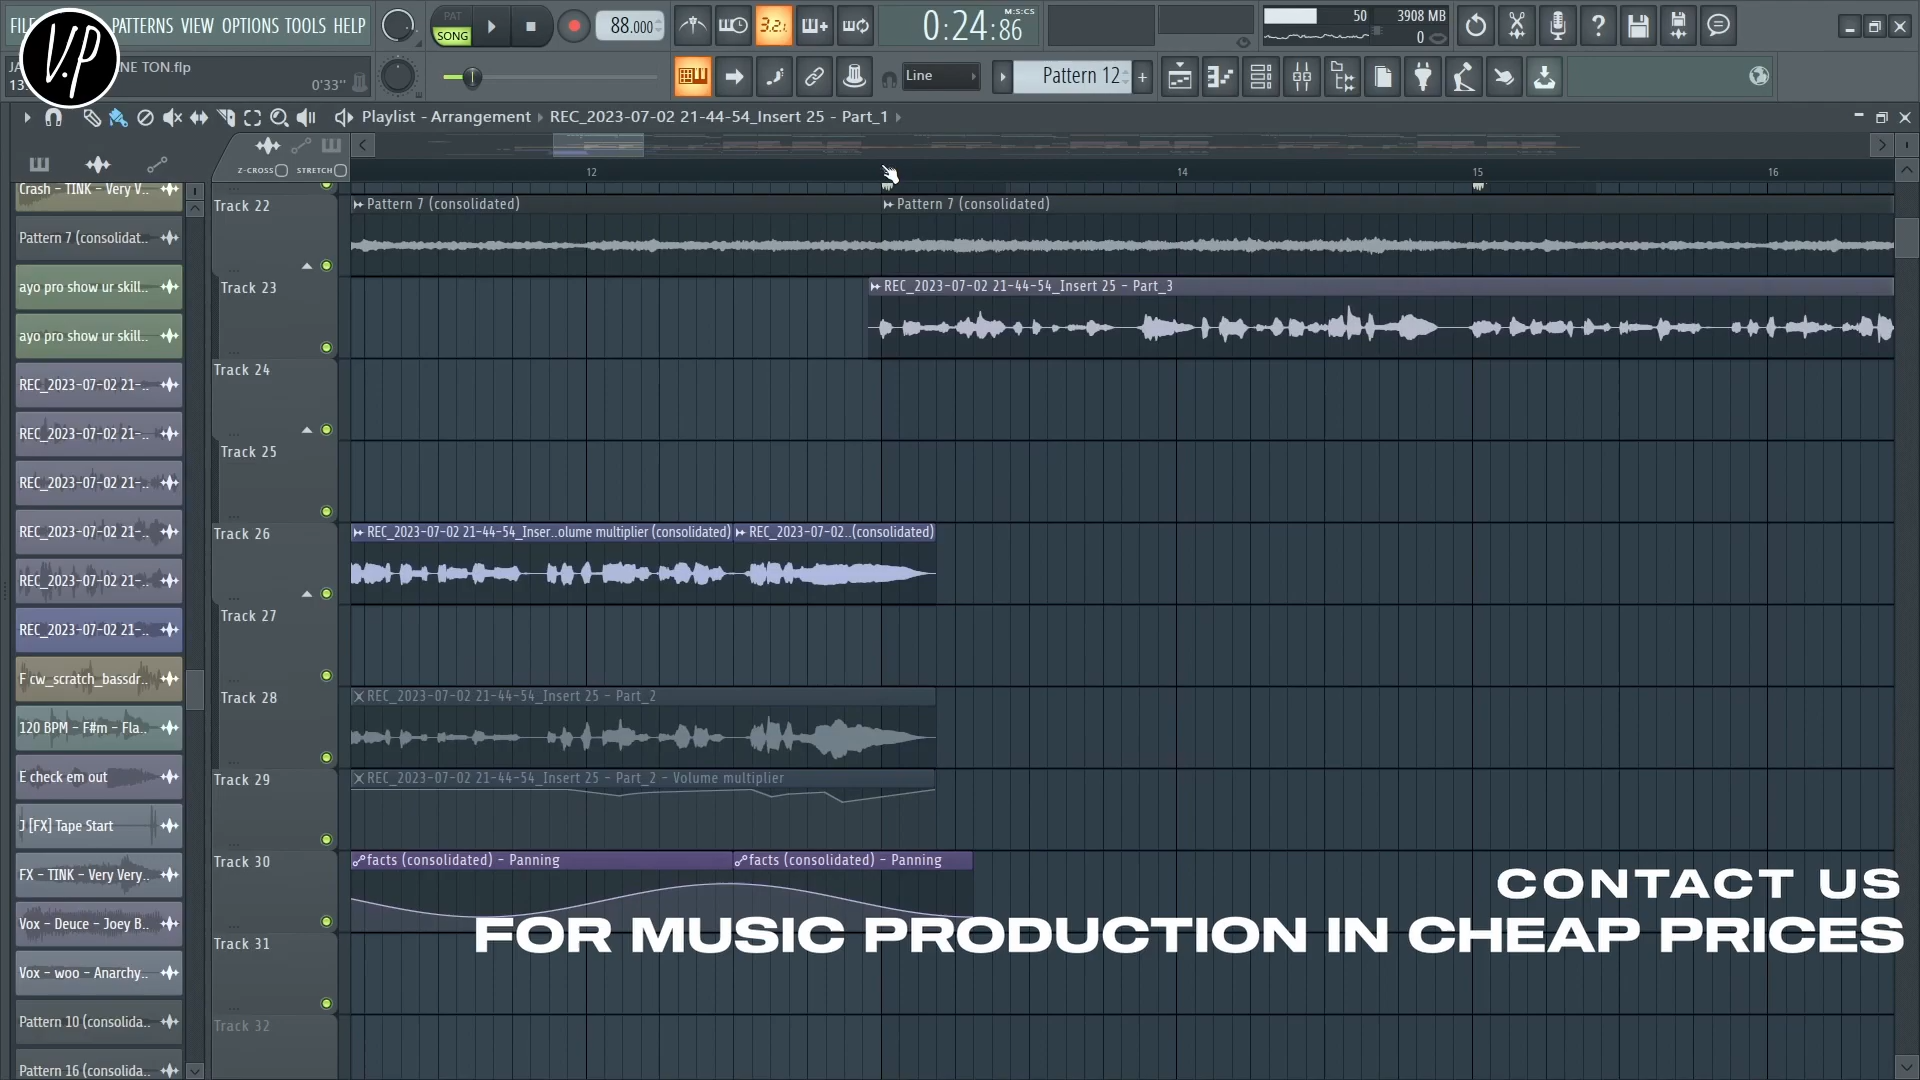 FILE PATTERNS VIEW OPTIONS TOOLS HELP
V.P
PAT
SONG
88.000
3.2.
0:24:86
M:S:CS
50
3908 MB
0
NE TON.flp
0'33"
Line
Pattern 12
Playlist - Arrangement
REC_2023-07-02 21-44-54_Insert 25 - Part_1
Z-CROSS
STRETCH
12
14
15
16
Crash - TINK - Very V..
Pattern 7 (consolidat..
ayo pro show ur skill..
ayo pro show ur skill..
REC_2023-07-02 21-..
REC_2023-07-02 21-..
REC_2023-07-02 21-..
REC_2023-07-02 21-..
REC_2023-07-02 21-..
REC_2023-07-02 21-..
F cw_scratch_bassdr..
120 BPM - F#m - Fla..
E check em out
J [FX] Tape Start
FX - TINK - Very Very..
Vox - Deuce - Joey B..
Vox - woo - Anarchy..
Pattern 10 (consolida..
Pattern 16 (consolida..
Track 22
Pattern 7 (consolidated)
Pattern 7 (consolidated)
Track 23
REC_2023-07-02 21-44-54_Insert 25 - Part_3
Track 24
Track 25
Track 26
REC_2023-07-02 21-44-54_Inser..olume multiplier (consolidated)
REC_2023-07-02..(consolidated)
Track 27
Track 28
REC_2023-07-02 21-44-54_Insert 25 - Part_2
Track 29
REC_2023-07-02 21-44-54_Insert 25 - Part_2 - Volume multiplier
Track 30
facts (consolidated) - Panning
facts (consolidated) - Panning
Track 31
Track 32
CONTACT US
FOR MUSIC PRODUCTION IN CHEAP PRICES